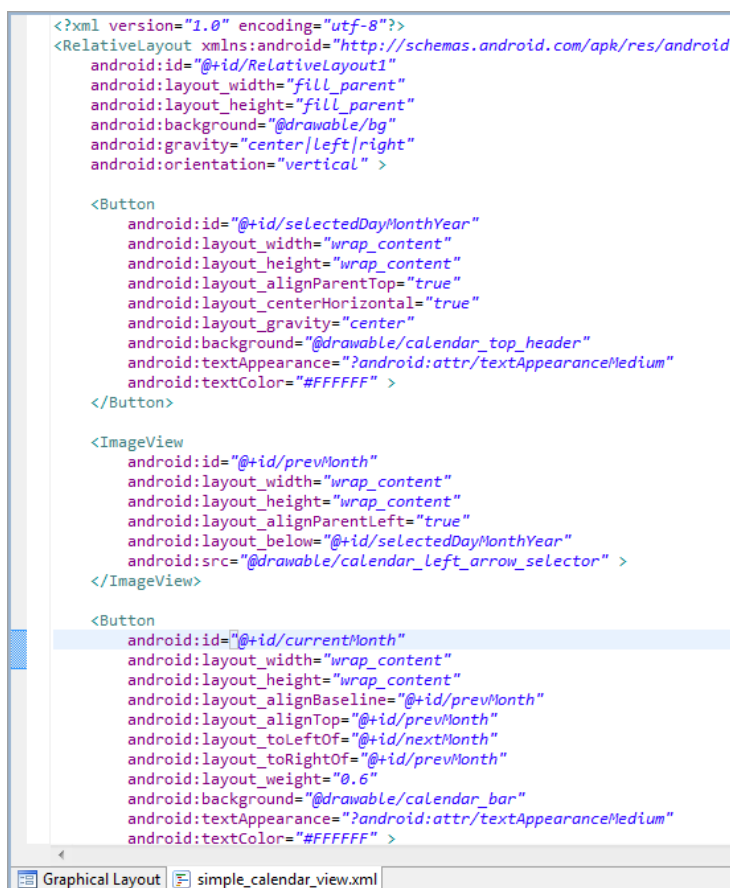 <?xml version="1.0" encoding="utf-8"?>
<RelativeLayout xmlns:android="http://schemas.android.com/apk/res/android
    android:id="@+id/RelativeLayout1"
    android:layout_width="fill_parent"
    android:layout_height="fill_parent"
    android:background="@drawable/bg"
    android:gravity="center|left|right"
    android:orientation="vertical" >

    <Button
        android:id="@+id/selectedDayMonthYear"
        android:layout_width="wrap_content"
        android:layout_height="wrap_content"
        android:layout_alignParentTop="true"
        android:layout_centerHorizontal="true"
        android:layout_gravity="center"
        android:background="@drawable/calendar_top_header"
        android:textAppearance="?android:attr/textAppearanceMedium"
        android:textColor="#FFFFFF" >
    </Button>

    <ImageView
        android:id="@+id/prevMonth"
        android:layout_width="wrap_content"
        android:layout_height="wrap_content"
        android:layout_alignParentLeft="true"
        android:layout_below="@+id/selectedDayMonthYear"
        android:src="@drawable/calendar_left_arrow_selector" >
    </ImageView>

    <Button
        android:id="@+id/currentMonth"
        android:layout_width="wrap_content"
        android:layout_height="wrap_content"
        android:layout_alignBaseline="@+id/prevMonth"
        android:layout_alignTop="@+id/prevMonth"
        android:layout_toLeftOf="@+id/nextMonth"
        android:layout_toRightOf="@+id/prevMonth"
        android:layout_weight="0.6"
        android:background="@drawable/calendar_bar"
        android:textAppearance="?android:attr/textAppearanceMedium"
        android:textColor="#FFFFFF" >
Graphical Layout simple_calendar_view.xml